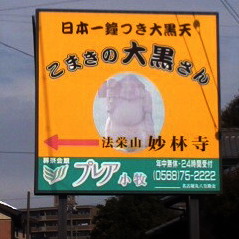 日本一鐘つき大黒天
こまきの大黒さん
法栄山 妙林寺
葬祭会館
プレア小牧
年中無休・24時間受付
(0568)75-2222